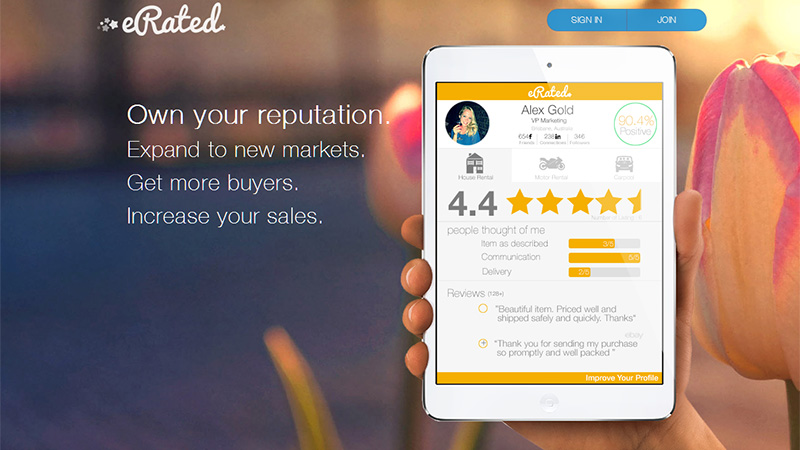 eRated
SIGN IN
JOIN
Own your reputation.
Expand to new markets.
Get more buyers.
Increase your sales.
eRated
Alex Gold
VP Marketing
Brisbane, Australia
90.4%
Positive
654 238 346
Friends Connections Followers
House Rental
Motor Rental
4.4
people thought of me
Item as described 3/5
Communication 5/5
Delivery 2/5
Reviews (128+)
"Beautiful item. Priced well and
shipped safely and quickly. Thanks"
ebay
"Thank you for sending my purchase
so promptly and well packed "
Improve Your Profile